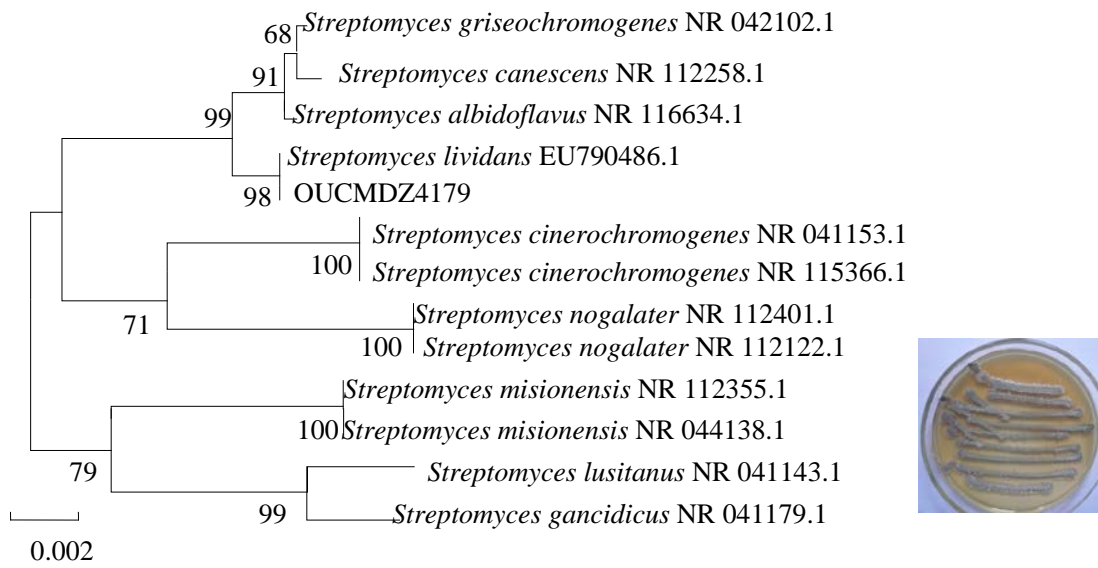 Streptomyces griseochromogenes NR 042102.1
68
Streptomyces canescens NR 112258.1
91
Streptomyces albidoflavus NR 116634.1
99
Streptomyces lividans EU790486.1
98
OUCMDZ4179
Streptomyces cinerochromogenes NR 041153.1
100
Streptomyces cinerochromogenes NR 115366.1
71
Streptomyces nogalater NR 112401.1
100
Streptomyces nogalater NR 112122.1
Streptomyces misionensis NR 112355.1
100
Streptomyces misionensis NR 044138.1
79
Streptomyces lusitanus NR 041143.1
99
Streptomyces gancidicus NR 041179.1
0.002